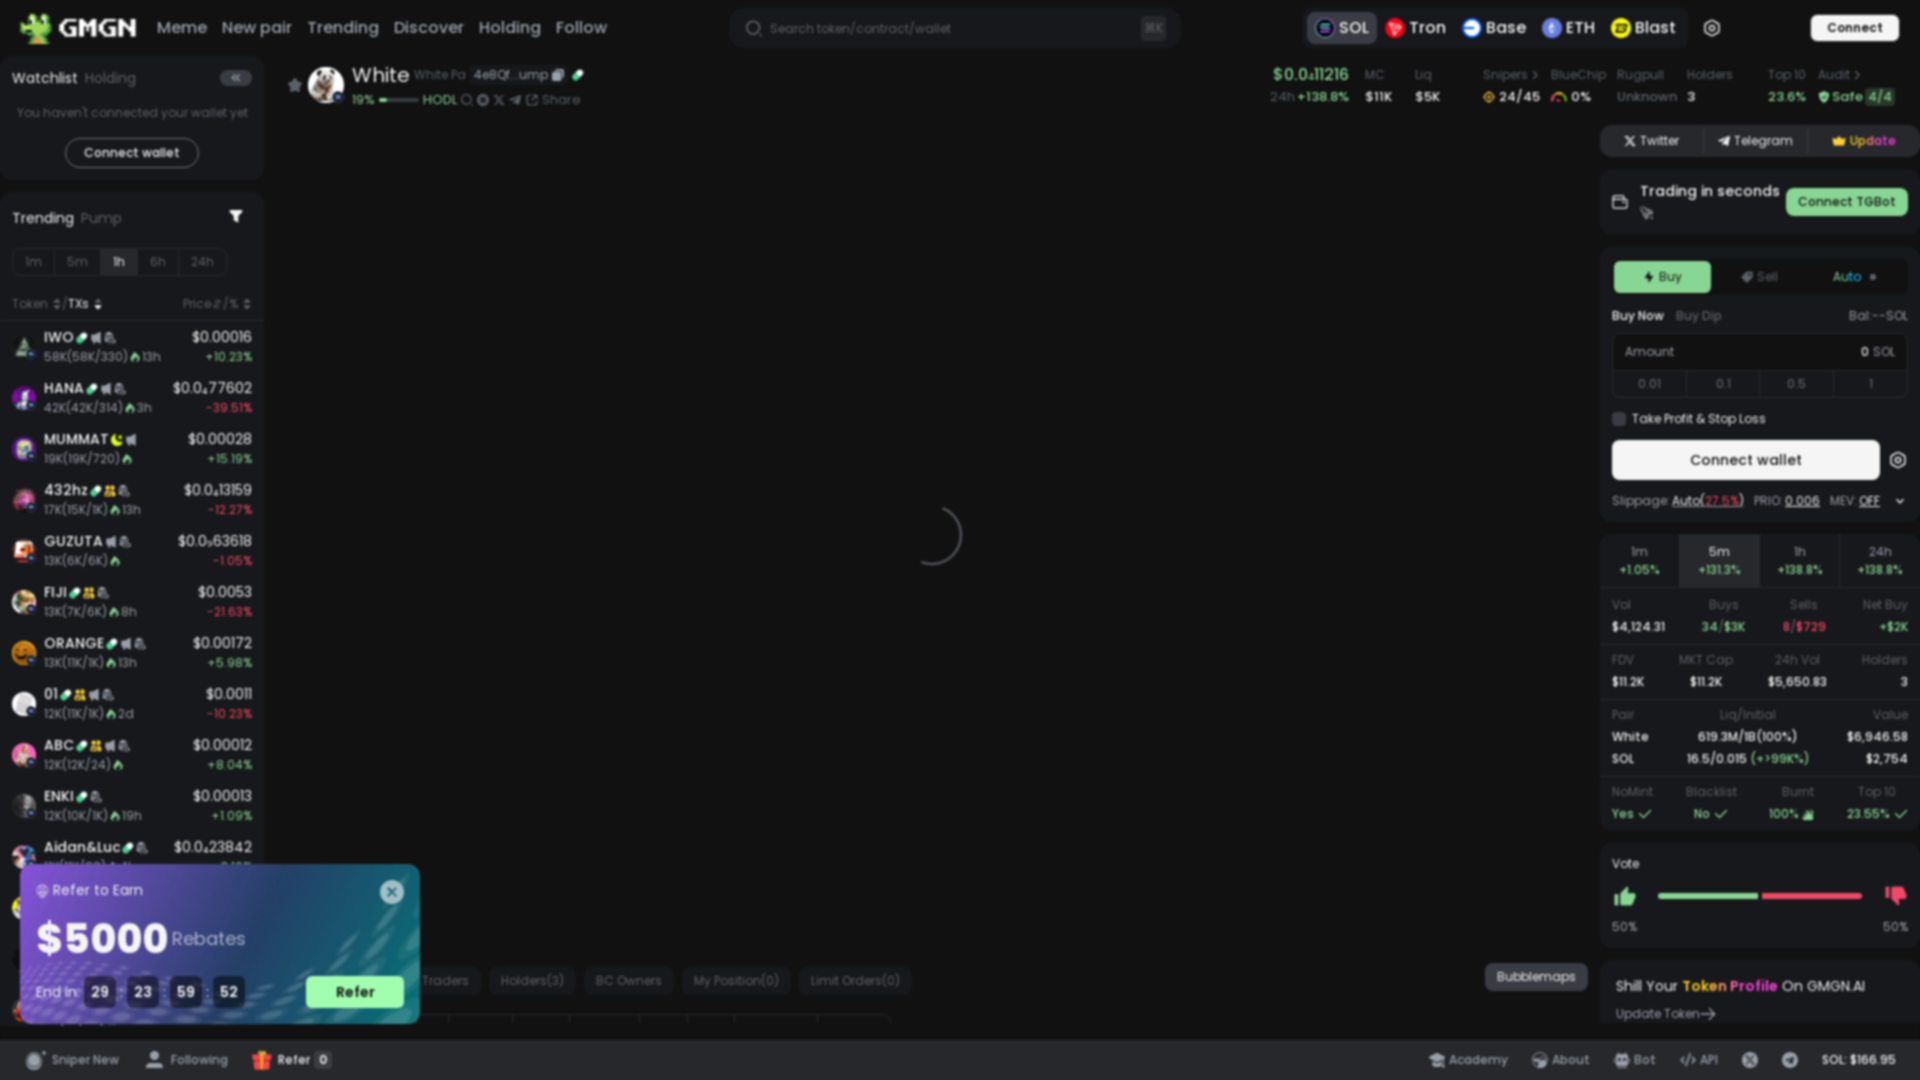 GMGN Meme New pair Trending Discover Holding Follow
Search token/contract/wallet ⌘K
SOL Tron Base ETH Blast
Connect
Watchlist Holding
You haven't connected your wallet yet
Connect wallet
Trending Pump
1m 5m 1h 6h 24h
Token /TXs Price /%
IWO $0.00016
58K(58K/330) 13h +10.23%
HANA $0.0₄77602
42K(42K/314) 3h -39.51%
MUMMAT $0.00028
19K(19K/720) +15.19%
432hz $0.0₄13159
17K(15K/1K) 13h -12.27%
GUZUTA
13K(6K/6K) -1.05%
FIJI $0.0053
13K(7K/6K) 8h -21.63%
ORANGE $0.00172
13K(11K/1K) 13h +5.98%
01 $0.0011
12K(11K/1K) 2d -10.23%
ABC $0.00012
12K(12K/24) +8.04%
ENKI $0.00013
12K(10K/1K) 19h +1.09%
Aidan&Luc $0.0₄23842
Refer to Earn
$5000 Rebates
End in: 29 : 23 : 59 : 52
Refer
White White Pa 4e8Qf...ump
19% HODL Share
$0.0₄11216 MC Liq Snipers > BlueChip Rugpull Holders Top 10 Audit >
24h +138.8% $11K $5K 24/45 0% Unknown 3 23.6% Safe 4/4
Traders Holders(3) BC Owners My Position(0) Limit Orders(0)
Bubblemaps
Twitter Telegram Update
Trading in seconds
Connect TGBot
Buy Sell Auto
Buy Now Buy Dip Bal:--SOL
Amount 0 SOL
0.01 0.1 0.5 1
Take Profit & Stop Loss
Connect wallet
Slippage: Auto(27.5%) PRIO: 0.006 MEV: OFF
1m 5m 1h 24h
+1.05% +131.3% +138.8% +138.8%
Vol Buys Sells Net Buy
$4,124.31 34/$3K 8/$729 +$2K
FDV MKT Cap 24h Vol Holders
$11.2K $11.2K $5,650.83 3
Pair Liq/Initial Value
White 619.3M/1B(100%) $6,946.58
SOL 16.5/0.015 (+>99K%) $2,754
NoMint Blacklist Burnt Top 10
Yes No 100% 23.55%
Vote
50% 50%
Shill Your Token Profile On GMGN.AI
Update Token
Sniper New Following Refer 0
Academy About Bot </> API SOL: $166.95